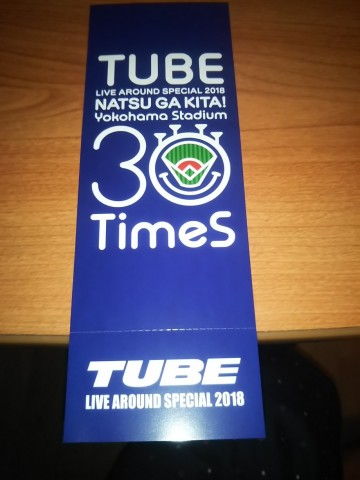 TUBE
LIVE AROUND SPECIAL 2018
NATSU GA KITA!
Yokohama Stadium
30
TimeS
TUBE
LIVE AROUND SPECIAL 2018